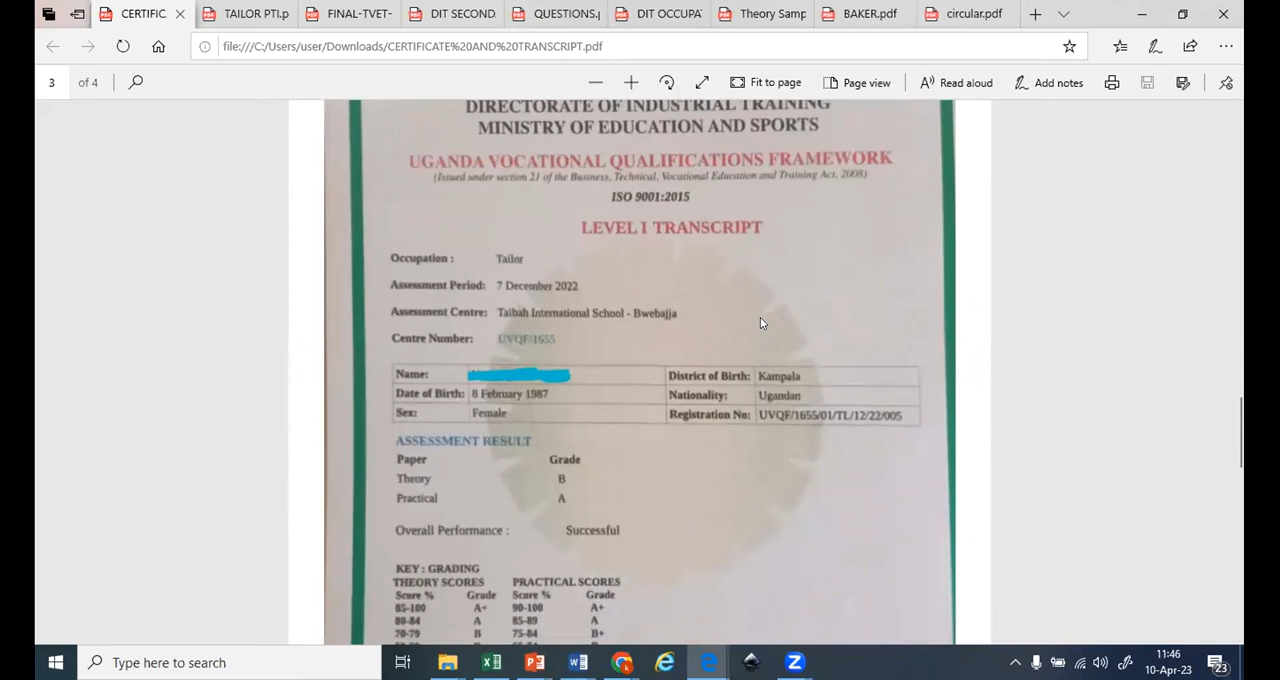 CERTIFIC.
TAILOR PTI.p
FINAL-TVET-
DIT SECOND.
QUESTIONS.p
DIT OCCUPA
Theory Samp
BAKER.pdf
circular.pdf
file:///C:/Users/user/Downloads/CERTIFICATE%20AND%20TRANSCRIPT.pdf
3 of 4
Fit to page
Page view
Read aloud
Add notes
DIRECTORATE OF INDUSTRIAL TRAINING
MINISTRY OF EDUCATION AND SPORTS
UGANDA VOCATIONAL QUALIFICATIONS FRAMEWORK
(Issued under section 21 of the Business, Technical, Vocational Education and Training Act, 2008)
ISO 9001:2015
LEVEL I TRANSCRIPT
Occupation : Tailor
Assessment Period: 7 December 2022
Assessment Centre: Taibah International School - Bwebajja
Centre Number: UVQF/1655
Name: District of Birth: Kampala
Date of Birth: 8 February 1987 Nationality: Ugandan
Sex: Female Registration No: UVQF/1655/01/TL/12/22/005
ASSESSMENT RESULT
Paper Grade
Theory B
Practical A
Overall Performance : Successful
KEY : GRADING
THEORY SCORES PRACTICAL SCORES
Score % Grade Score % Grade
85-100 A+ 90-100 A+
80-84 A 85-89 A
70-79 B 75-84 B+
Type here to search
11:46
10-Apr-23
23